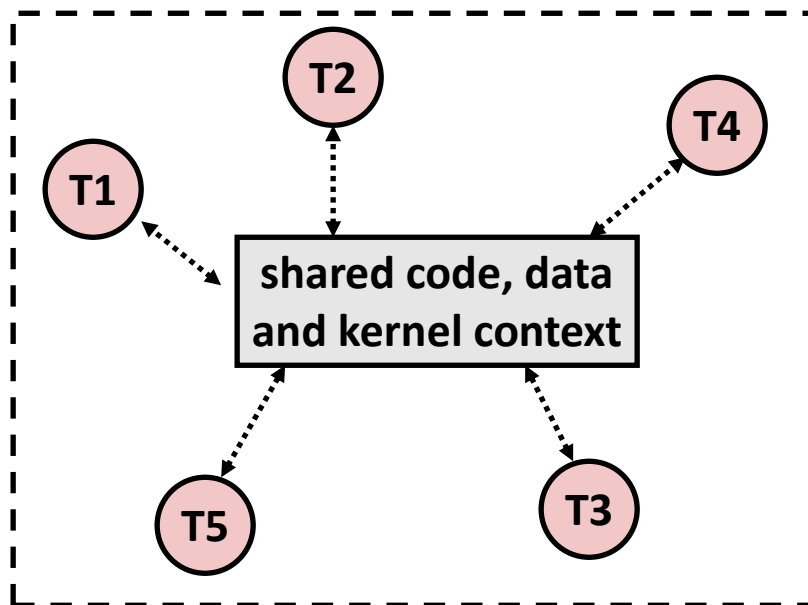 T2
T4
T1
shared code, data
and kernel context
T5
T3